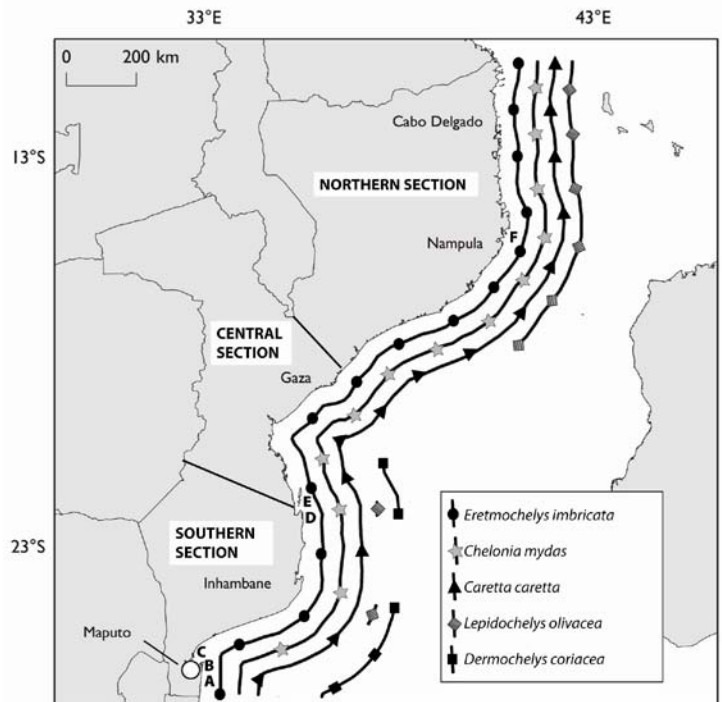 33°E
43°E
0 200 km
Cabo Delgado
13°S
NORTHERN SECTION
F
Nampula
CENTRAL
SECTION
Gaza
E
D
SOUTHERN
SECTION
23°S
Inhambane
Maputo
C
B
A
Eretmochelys imbricata
Chelonia mydas
Caretta caretta
Lepidochelys olivacea
Dermochelys coriacea